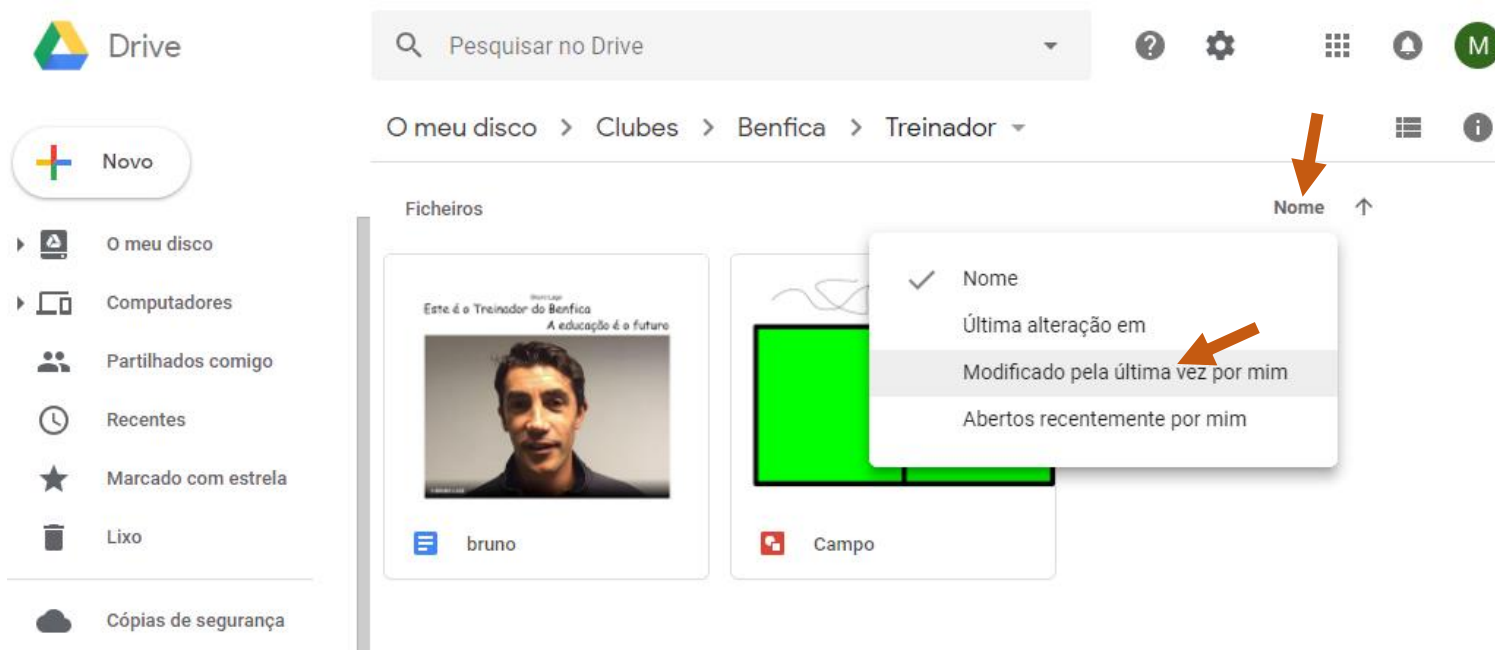 Drive
Pesquisar no Drive
M
O meu disco > Clubes > Benfica > Treinador
Novo
Ficheiros
Nome
O meu disco
Computadores
Partilhados comigo
Recentes
Marcado com estrela
Lixo
Cópias de segurança
Este é o Treinador do Benfica
A educação é o futuro
bruno
Campo
Nome
Última alteração em
Modificado pela última vez por mim
Abertos recentemente por mim